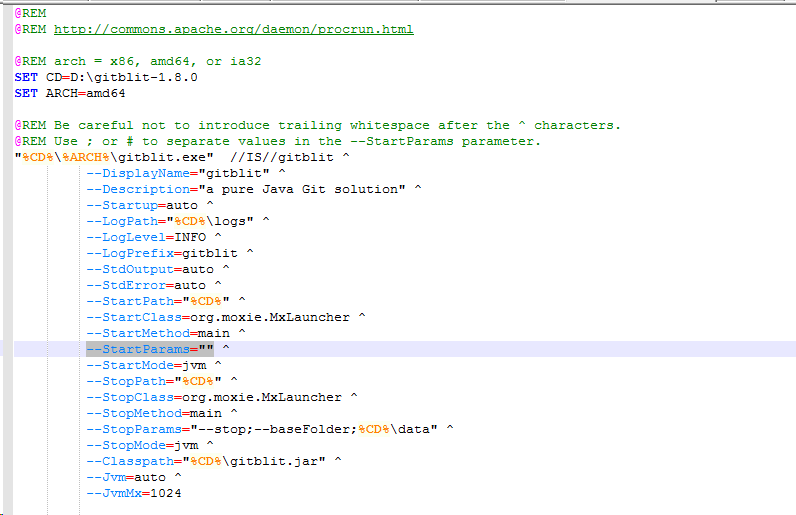 @REM
@REM http://commons.apache.org/daemon/procrun.html
@REM arch = x86, amd64, or ia32
SET CD=D:\gitblit-1.8.0
SET ARCH=amd64
@REM Be careful not to introduce trailing whitespace after the ^ characters.
@REM Use ; or # to separate values in the --StartParams parameter.
"%CD%\%ARCH%\gitblit.exe"  //IS//gitblit ^
--DisplayName="gitblit" ^
--Description="a pure Java Git solution" ^
--Startup=auto ^
--LogPath="%CD%\logs" ^
--LogLevel=INFO ^
--LogPrefix=gitblit ^
--StdOutput=auto ^
--StdError=auto ^
--StartPath="%CD%" ^
--StartClass=org.moxie.MxLauncher ^
--StartMethod=main ^
--StartParams="" ^
--StartMode=jvm ^
--StopPath="%CD%" ^
--StopClass=org.moxie.MxLauncher ^
--StopMethod=main ^
--StopParams="--stop;--baseFolder;%CD%\data" ^
--StopMode=jvm ^
--Classpath="%CD%\gitblit.jar" ^
--Jvm=auto ^
--JvmMx=1024